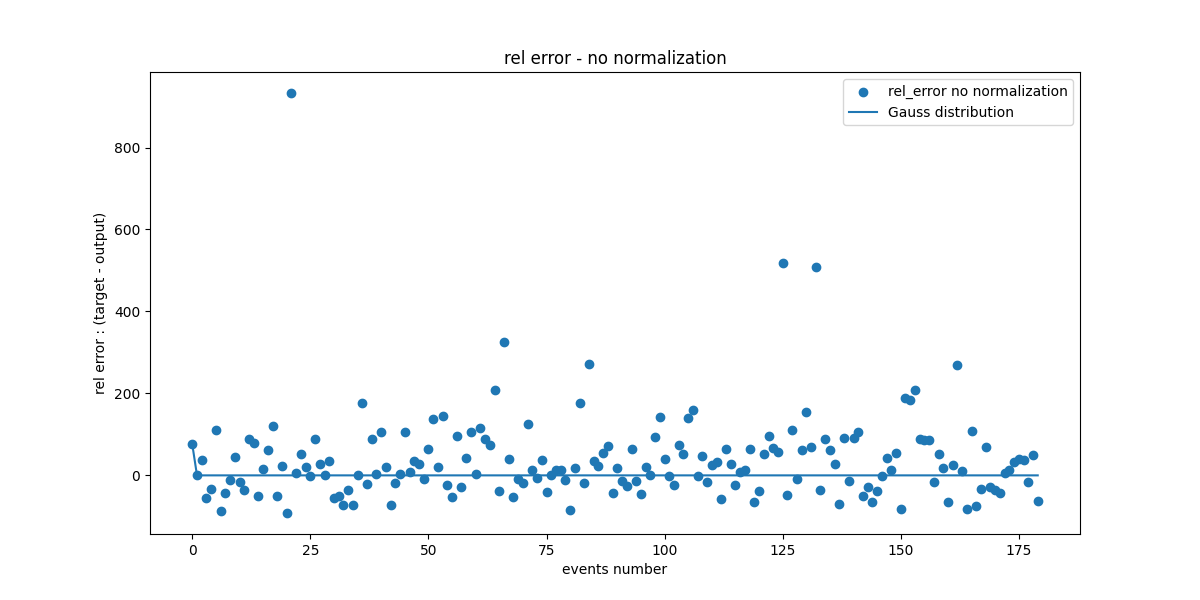 rel error - no normalization
rel_error no normalization
Gauss distribution
800
600
400
200
0
rel error : (target - output)
0 25 50 75 100 125 150 175
events number